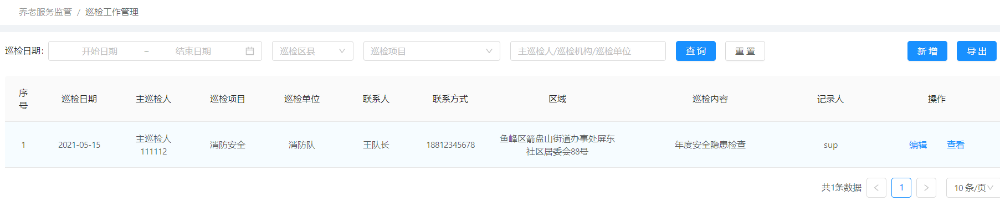 养老服务监管 / 巡检工作管理
巡检日期: 开始日期 ~ 结束日期 巡检区县 巡检项目 主巡检人/巡检机构/巡检单位 查 询 重 置 新 增 导 出
序号 巡检日期 主巡检人 巡检项目 巡检单位 联系人 联系方式 区域 巡检内容 记录人 操作
1 2021-05-15 主巡检人111112 消防安全 消防队 王队长 18812345678 鱼峰区箭盘山街道办事处屏东社区居委会88号 年度安全隐患检查 sup 编辑 查看
共1条数据 < 1 > 10 条/页